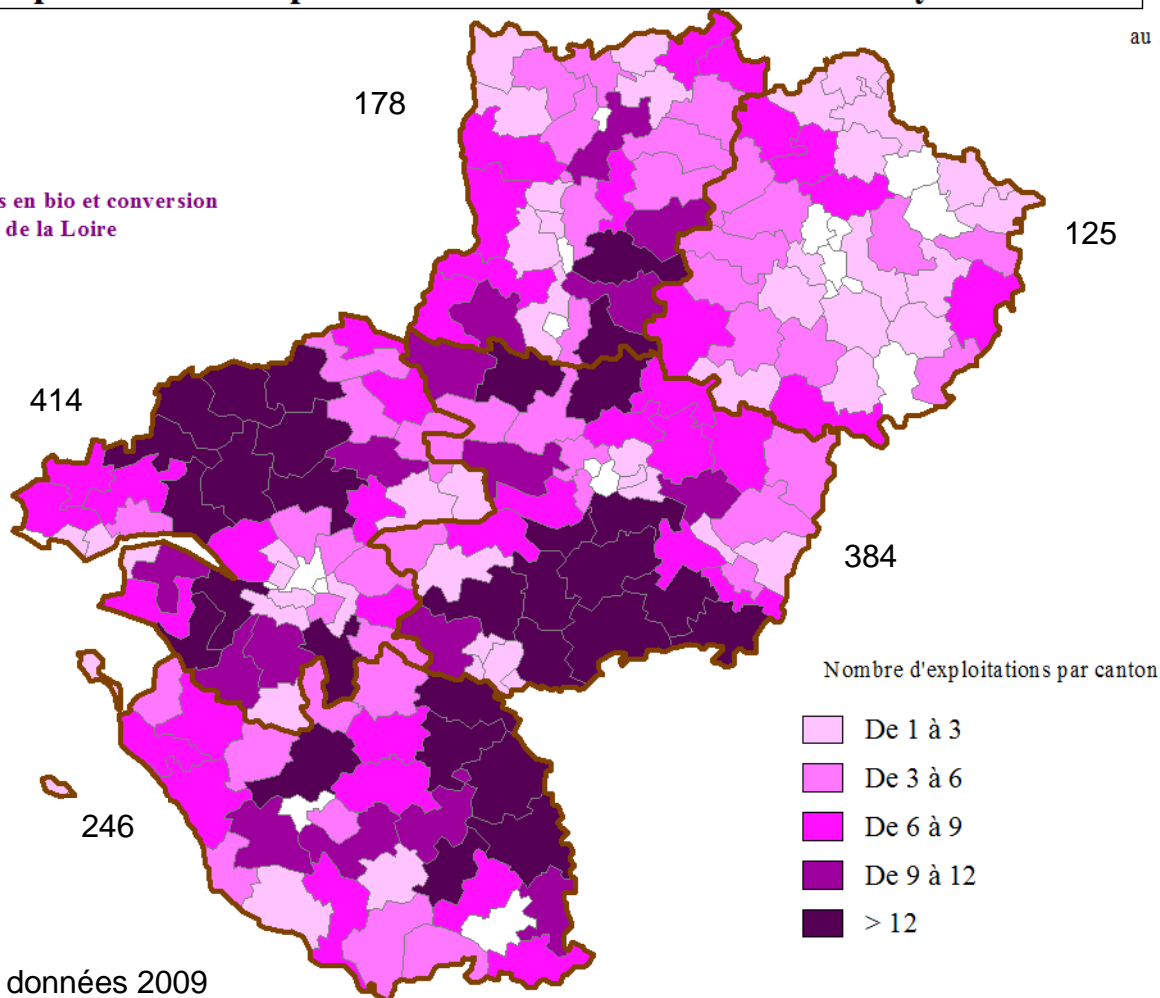 au
178
en bio et conversion
de la Loire
125
414
384
Nombre d'exploitations par canton
De 1 à 3
De 3 à 6
De 6 à 9
De 9 à 12
> 12
246
données 2009